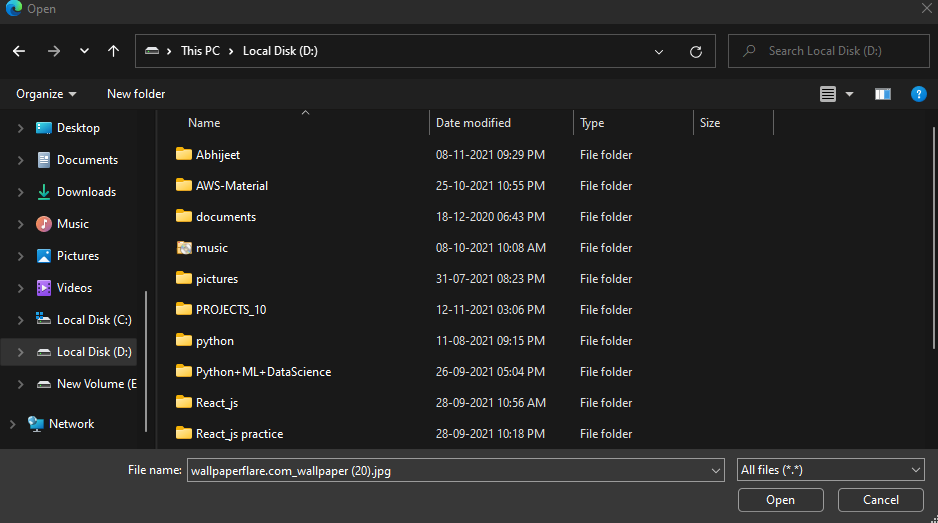 Open
This PC > Local Disk (D:)
Search Local Disk (D:)
Organize
New folder
?
Name Date modified Type Size
Desktop
Documents
Downloads
Music
Pictures
Videos
Local Disk (C:)
Local Disk (D:)
New Volume (E
Network
Abhijeet 08-11-2021 09:29 PM File folder
AWS-Material 25-10-2021 10:55 PM File folder
documents 18-12-2020 06:43 PM File folder
music 08-10-2021 10:08 AM File folder
pictures 31-07-2021 08:23 PM File folder
PROJECTS_10 12-11-2021 03:06 PM File folder
python 11-08-2021 09:15 PM File folder
Python+ML+DataScience 26-09-2021 05:04 PM File folder
React_js 28-09-2021 10:56 AM File folder
React_js practice 28-09-2021 10:18 PM File folder
File name: wallpaperflare.com_wallpaper (20).jpg
All files (*.*)
Open
Cancel